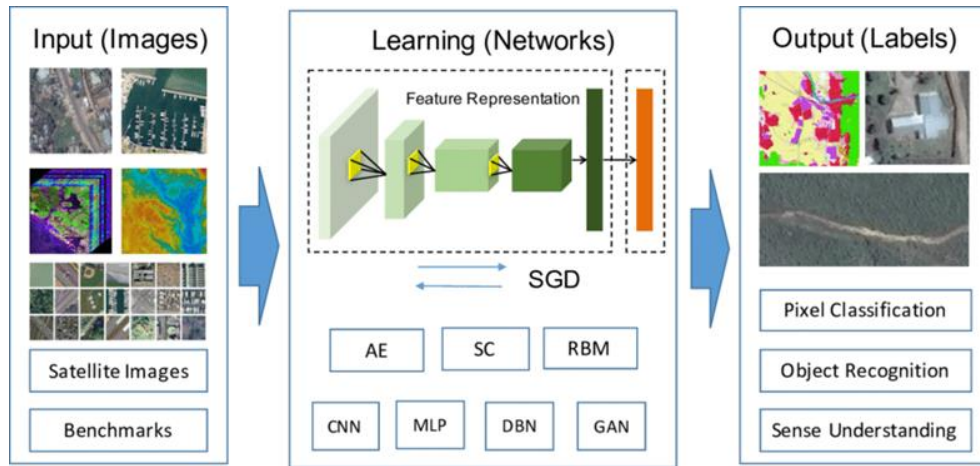 Input (Images)
Satellite Images
Benchmarks
Learning (Networks)
Feature Representation
SGD
AE
SC
RBM
CNN
MLP
DBN
GAN
Output (Labels)
Pixel Classification
Object Recognition
Sense Understanding